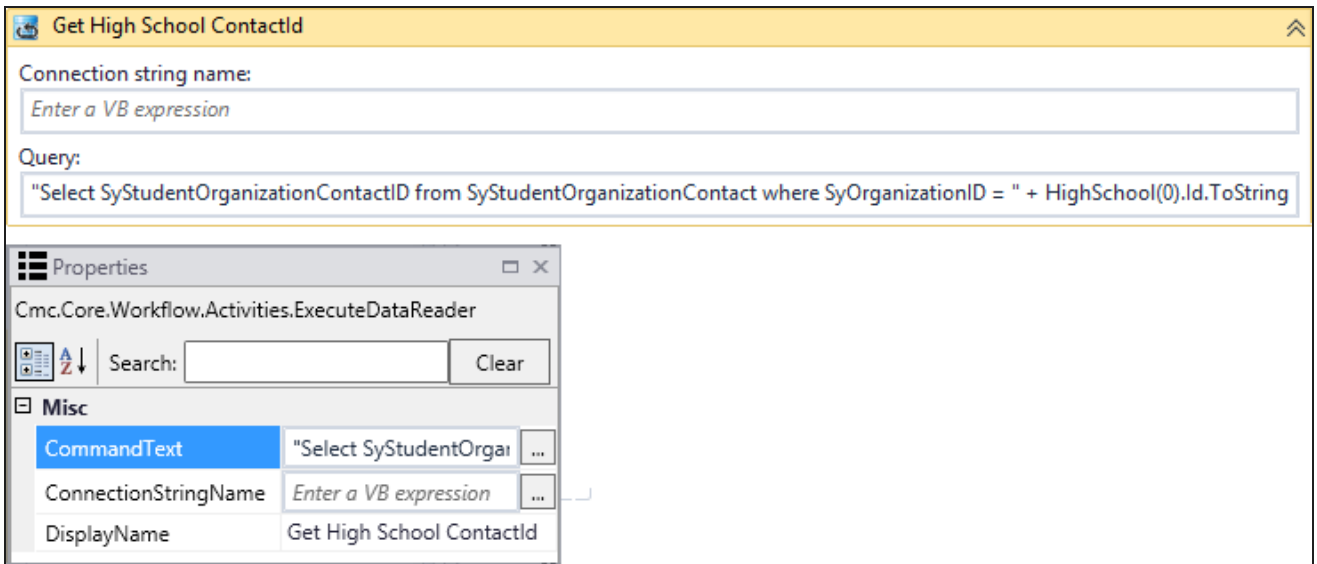 Get High School ContactId
Connection string name:
Enter a VB expression
Query:
"Select SyStudentOrganizationContactID from SyStudentOrganizationContact where SyOrganizationID = " + HighSchool(0).Id.ToString
Properties
Cmc.Core.Workflow.Activities.ExecuteDataReader
A Z Search: Clear
Misc
CommandText "Select SyStudentOrgar ...
ConnectionStringName Enter a VB expression ...
DisplayName Get High School ContactId